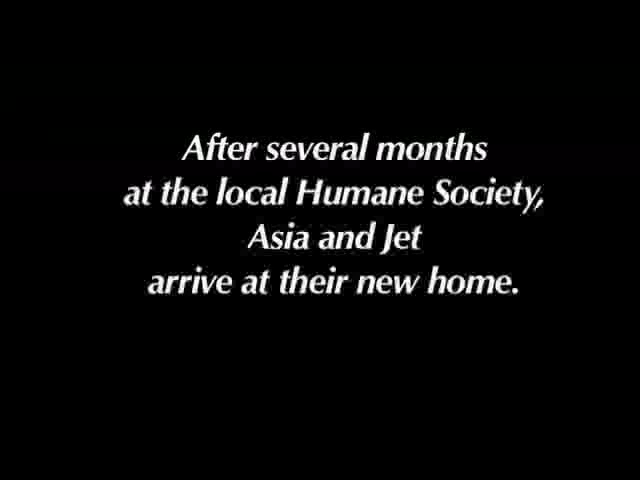 After several months
at the local Humane Society,
Asia and Jet
arrive at their new home.